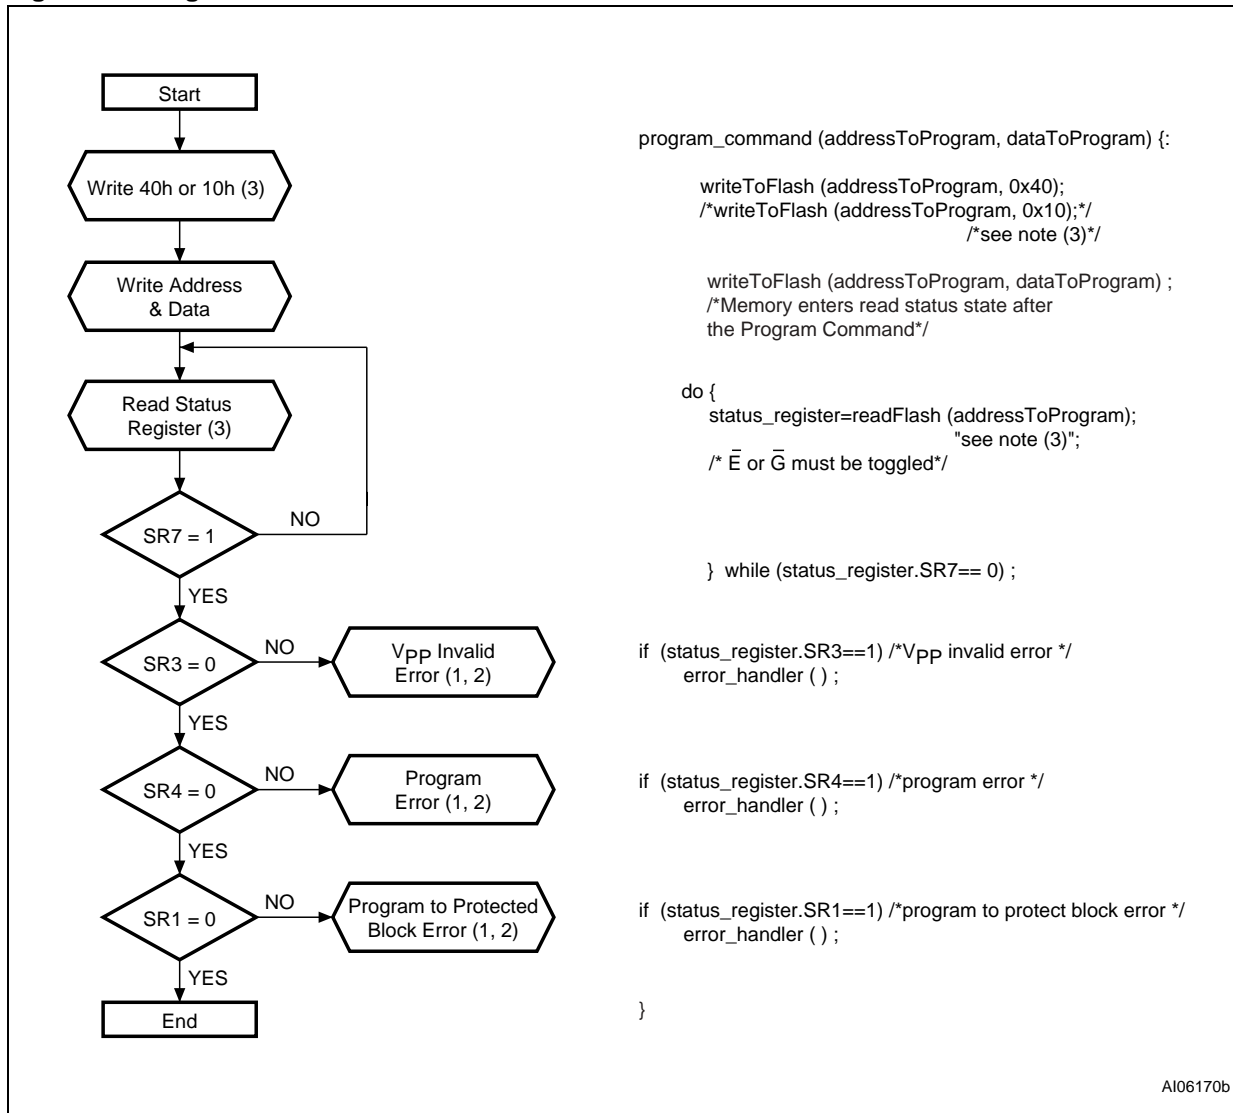 Start
Write 40h or 10h (3)
Write Address
& Data
Read Status
Register (3)
SR7 = 1
NO
YES
SR3 = 0
NO
VPP Invalid
Error (1, 2)
YES
SR4 = 0
NO
Program
Error (1, 2)
YES
SR1 = 0
NO
Program to Protected
Block Error (1, 2)
YES
End
program_command (addressToProgram, dataToProgram) {:
writeToFlash (addressToProgram, 0x40);
/*writeToFlash (addressToProgram, 0x10);*/
/*see note (3)*/
writeToFlash (addressToProgram, dataToProgram) ;
/*Memory enters read status state after
the Program Command*/
do {
status_register=readFlash (addressToProgram);
"see note (3)";
/* E̅ or G̅ must be toggled*/
} while (status_register.SR7== 0) ;
if (status_register.SR3==1) /*VPP invalid error */
error_handler ( ) ;
if (status_register.SR4==1) /*program error */
error_handler ( ) ;
if (status_register.SR1==1) /*program to protect block error */
error_handler ( ) ;
}
AI06170b